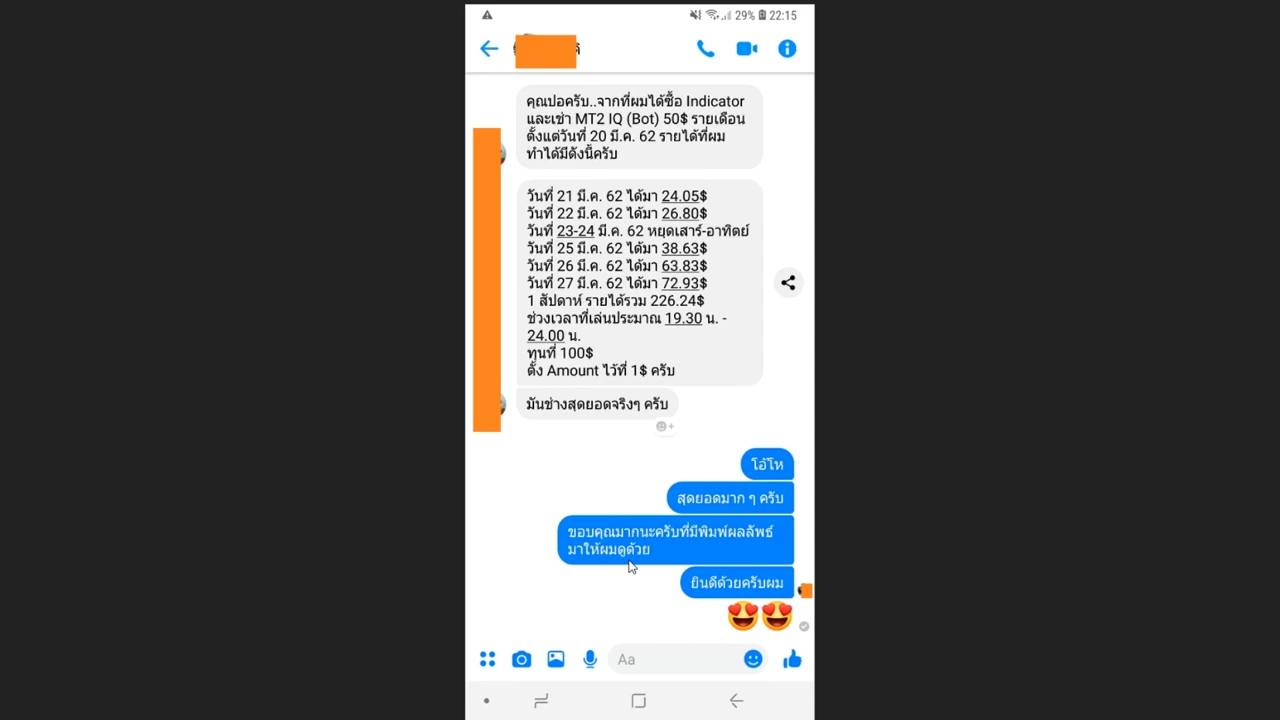 29% 22:15
คุณปอครับ..จากที่ผมได้ซื้อ Indicator
และเช่า MT2 IQ (Bot) 50$ รายเดือน
ตั้งแต่วันที่ 20 มี.ค. 62 รายได้ที่ผม
ทำได้มีดังนี้ครับ
วันที่ 21 มี.ค. 62 ได้มา 24.05$
วันที่ 22 มี.ค. 62 ได้มา 26.80$
วันที่ 23-24 มี.ค. 62 หยุดเสาร์-อาทิตย์
วันที่ 25 มี.ค. 62 ได้มา 38.63$
วันที่ 26 มี.ค. 62 ได้มา 63.83$
วันที่ 27 มี.ค. 62 ได้มา 72.93$
1 สัปดาห์ รายได้รวม 226.24$
ช่วงเวลาที่เล่นประมาณ 19.30 น. -
24.00 น.
ทุนที่ 100$
ตั้ง Amount ไว้ที่ 1$ ครับ
มันช่างสุดยอดจริงๆ ครับ
โอ้โห
สุดยอดมาก ๆ ครับ
ขอบคุณมากนะครับที่มีพิมพ์ผลลัพธ์
มาให้ผมดูด้วย
ยินดีด้วยครับผม
Aa